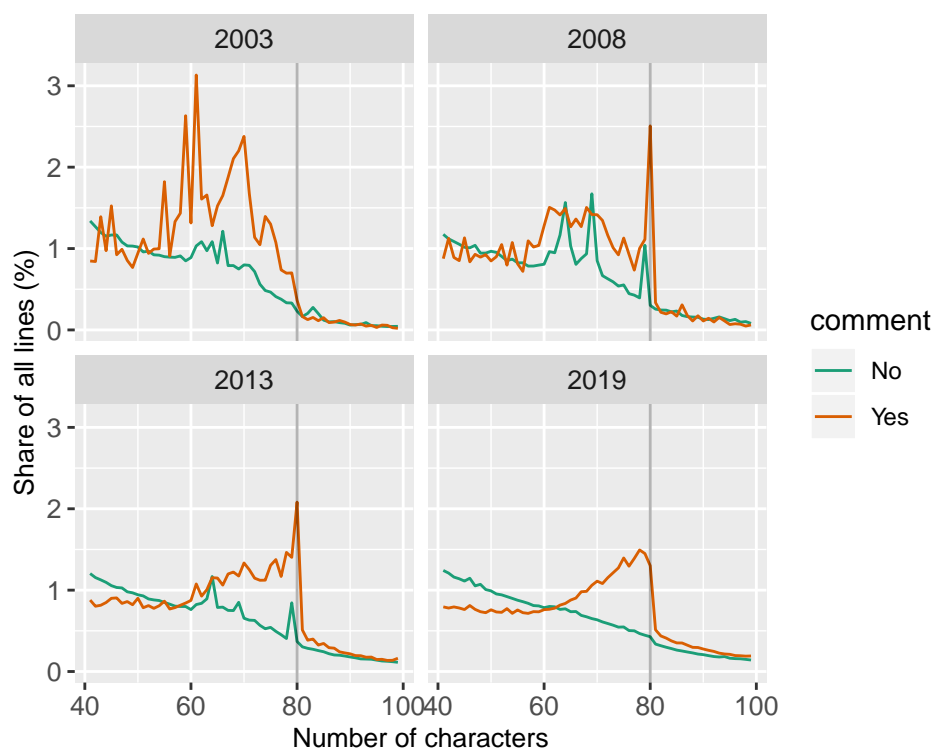 2003 2008
3
2
1
0
2013 2019
3
2
1
0
40 60 80 100 40 60 80 100
Share of all lines (%)
Number of characters
comment
No
Yes